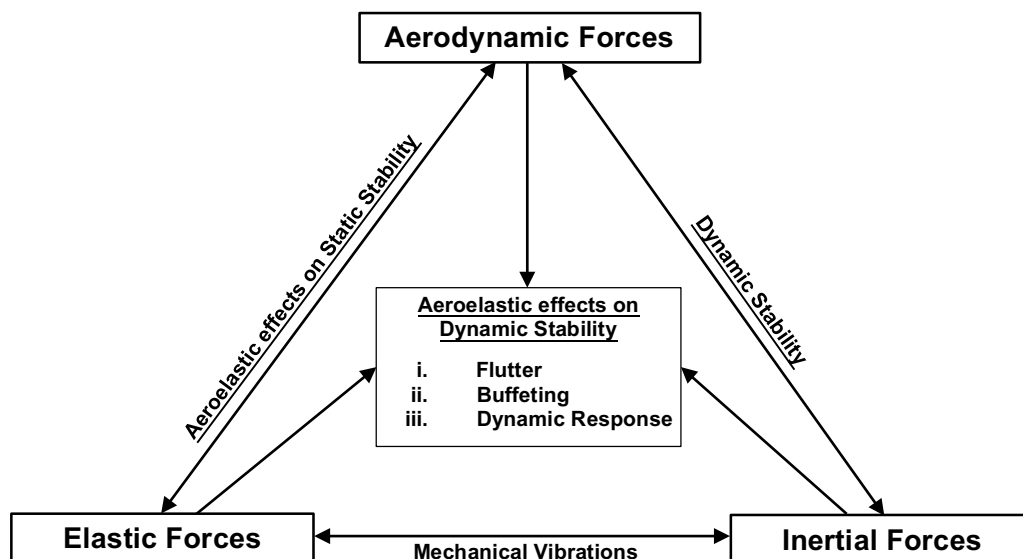 Aerodynamic Forces
Aeroelastic effects on Static Stability
Dynamic Stability
Aeroelastic effects on
Dynamic Stability
i. Flutter
ii. Buffeting
iii. Dynamic Response
Elastic Forces
Mechanical Vibrations
Inertial Forces